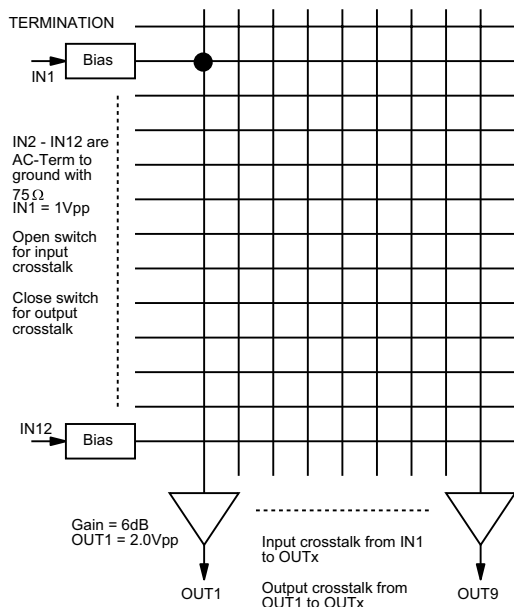 TERMINATION
Bias
IN1
IN2 - IN12 are
AC-Term to
ground with
75Ω
IN1 = 1Vpp
Open switch
for input
crosstalk
Close switch
for output
crosstalk
IN12
Bias
Gain = 6dB
OUT1 = 2.0Vpp
Input crosstalk from IN1
to OUTx
OUT1
Output crosstalk from
OUT1 to OUTx
OUT9